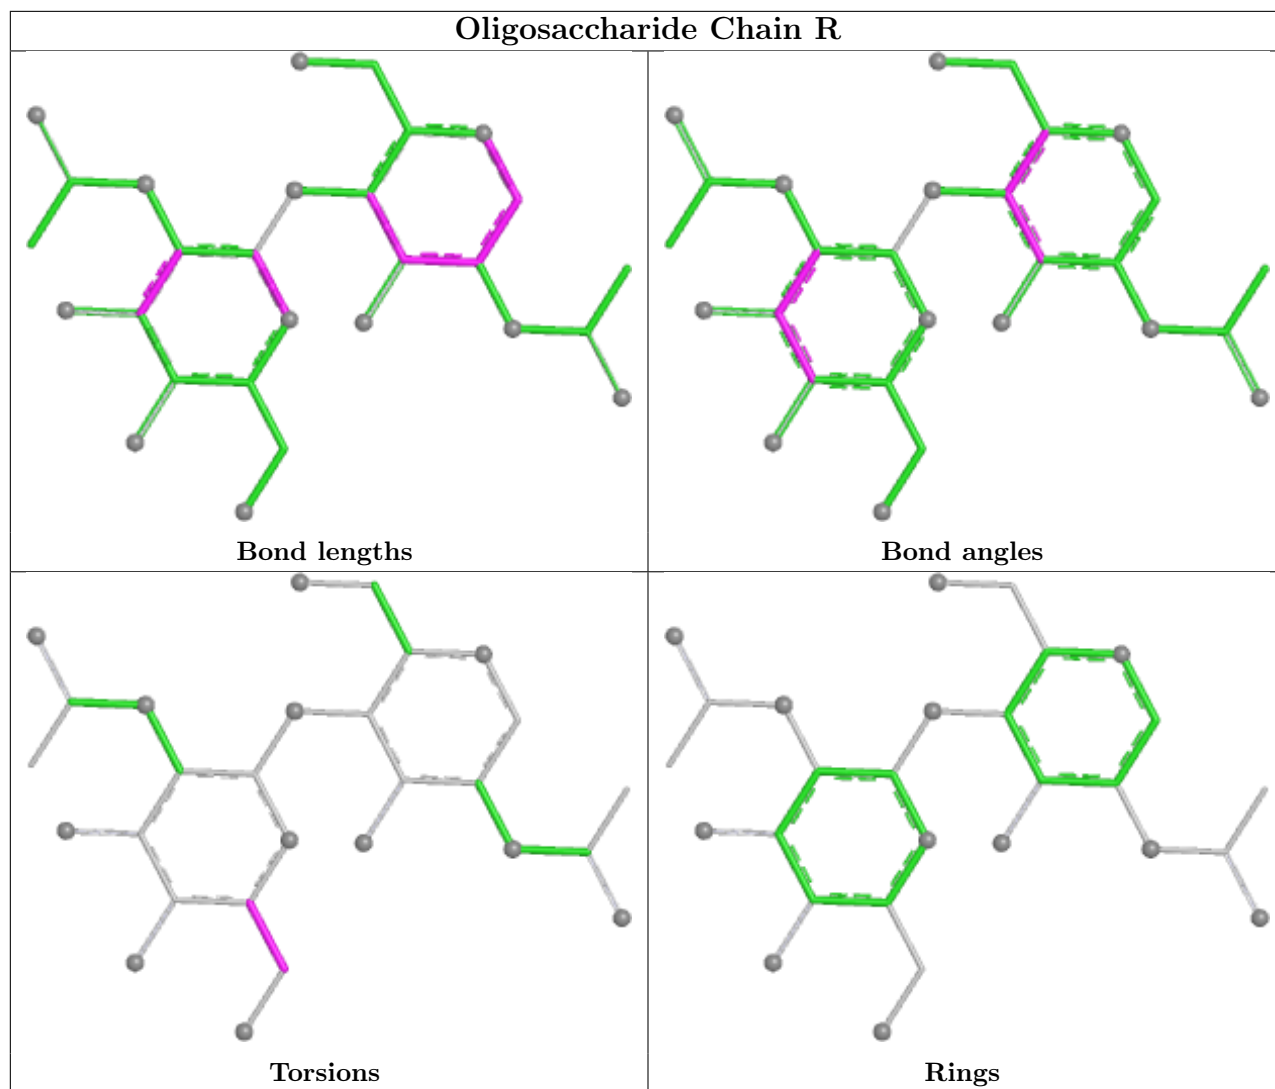 Oligosaccharide Chain R
Bond lengths
Bond angles
Torsions
Rings